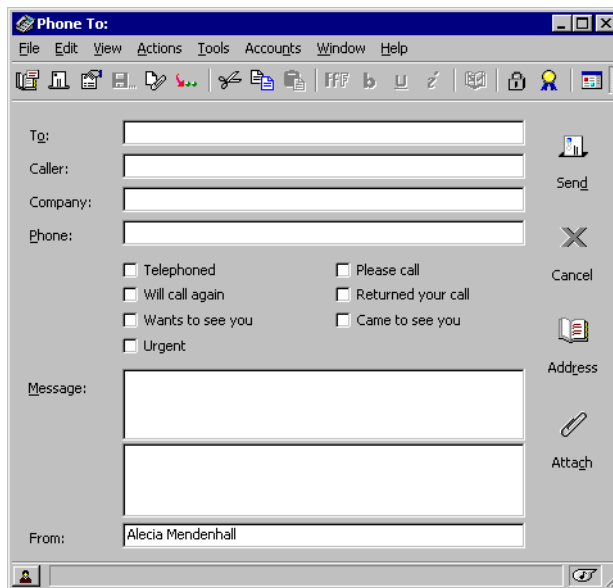 Phone To:
File Edit View Actions Tools Accounts Window Help
fff b u i
To:
Caller:
Send
Company:
Phone:
Telephoned Please call
Cancel
Will call again Returned your call
Wants to see you Came to see you
Urgent
Address
Message:
Attach
From: Alecia Mendenhall